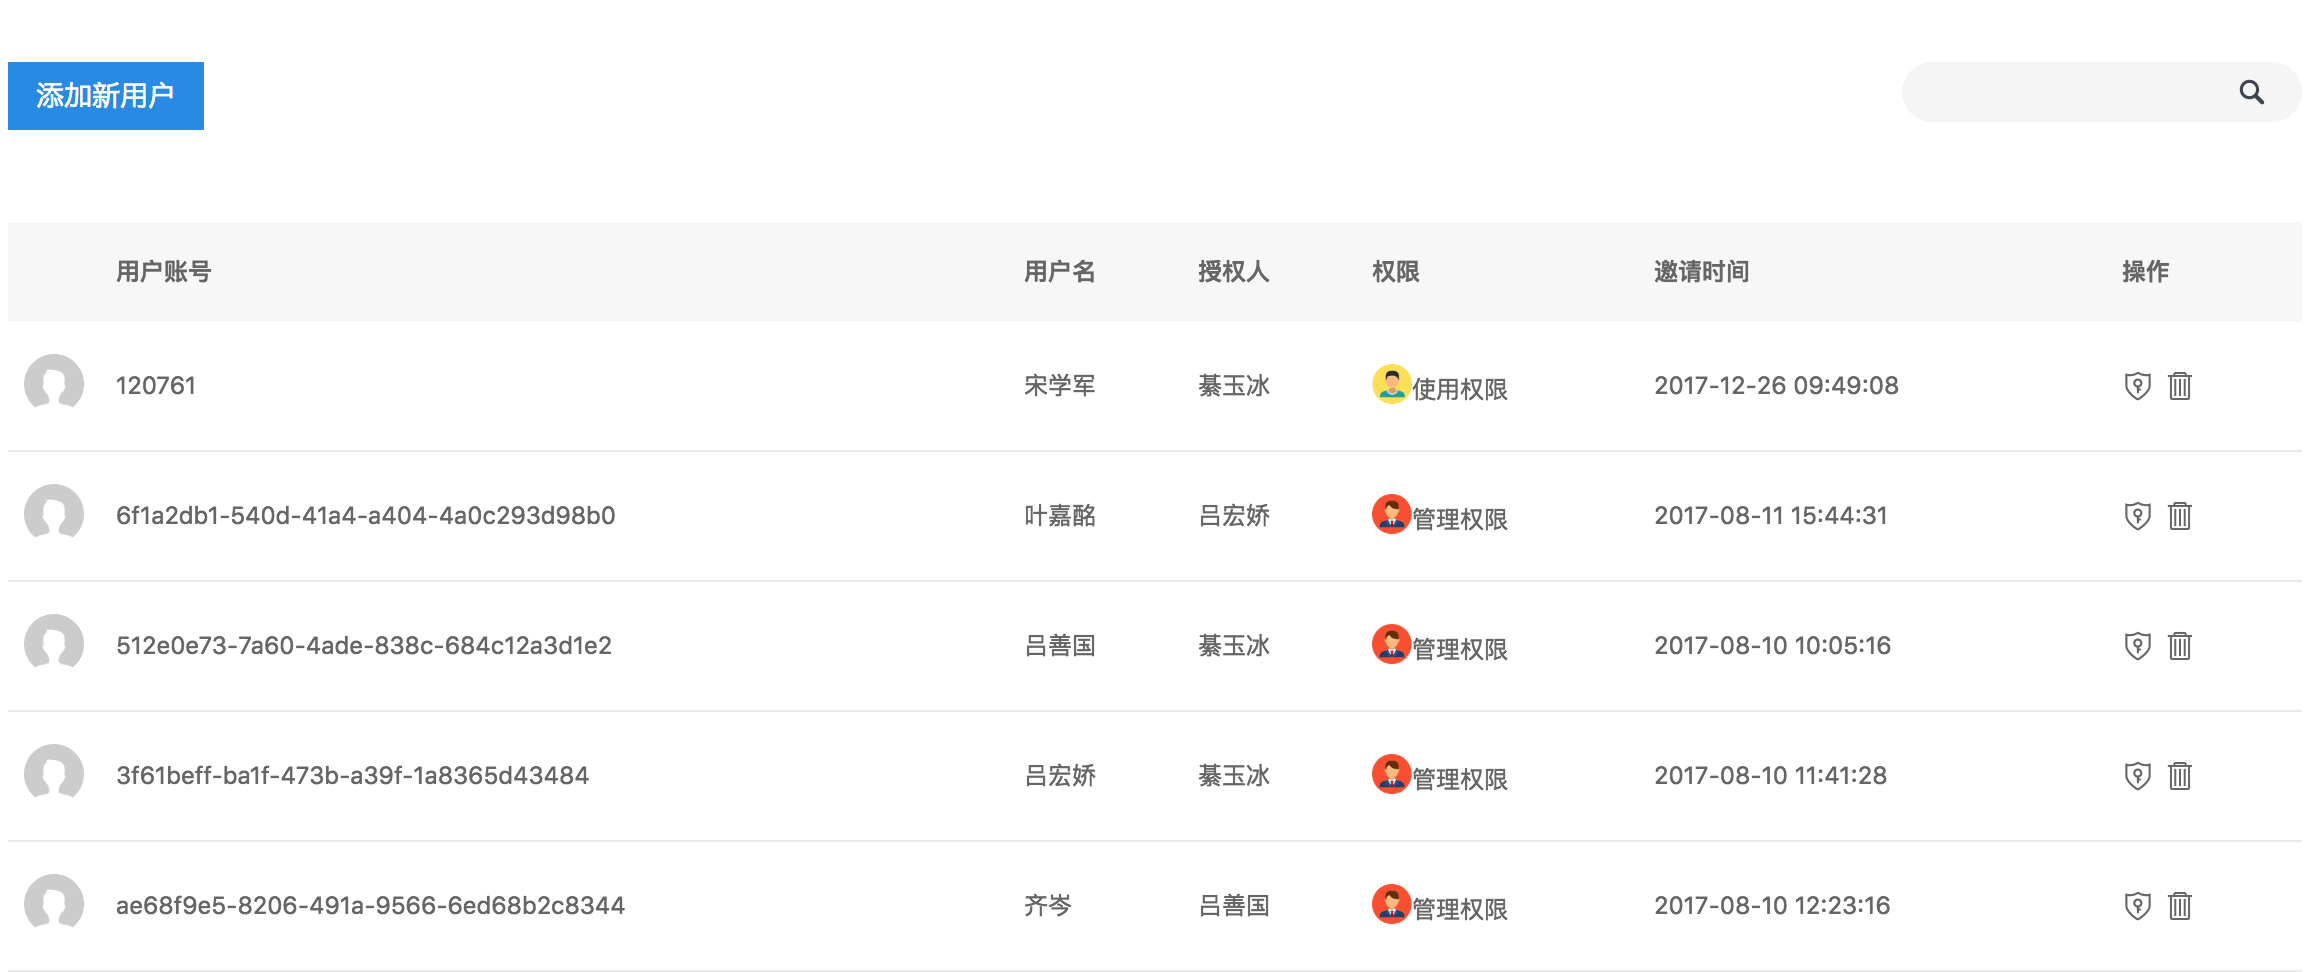 添加新用户
用户账号 用户名 授权人 权限 邀请时间 操作
120761 宋学军 綦玉冰 使用权限 2017-12-26 09:49:08
6f1a2db1-540d-41a4-a404-4a0c293d98b0 叶嘉酩 吕宏娇 管理权限 2017-08-11 15:44:31
512e0e73-7a60-4ade-838c-684c12a3d1e2 吕善国 綦玉冰 管理权限 2017-08-10 10:05:16
3f61beff-ba1f-473b-a39f-1a8365d43484 吕宏娇 綦玉冰 管理权限 2017-08-10 11:41:28
ae68f9e5-8206-491a-9566-6ed68b2c8344 齐岑 吕善国 管理权限 2017-08-10 12:23:16